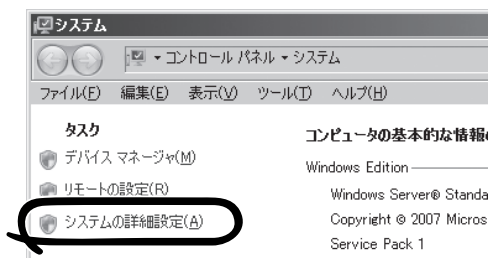 システム
コントロール パネル システム
ファイル(F) 編集(E) 表示(V) ツール(T) ヘルプ(H)
タスク
デバイス マネージャ(M)
リモートの設定(R)
システムの詳細設定(A)
コンピュータの基本的な情報
Windows Edition
Windows Server® Standa
Copyright © 2007 Micros
Service Pack 1